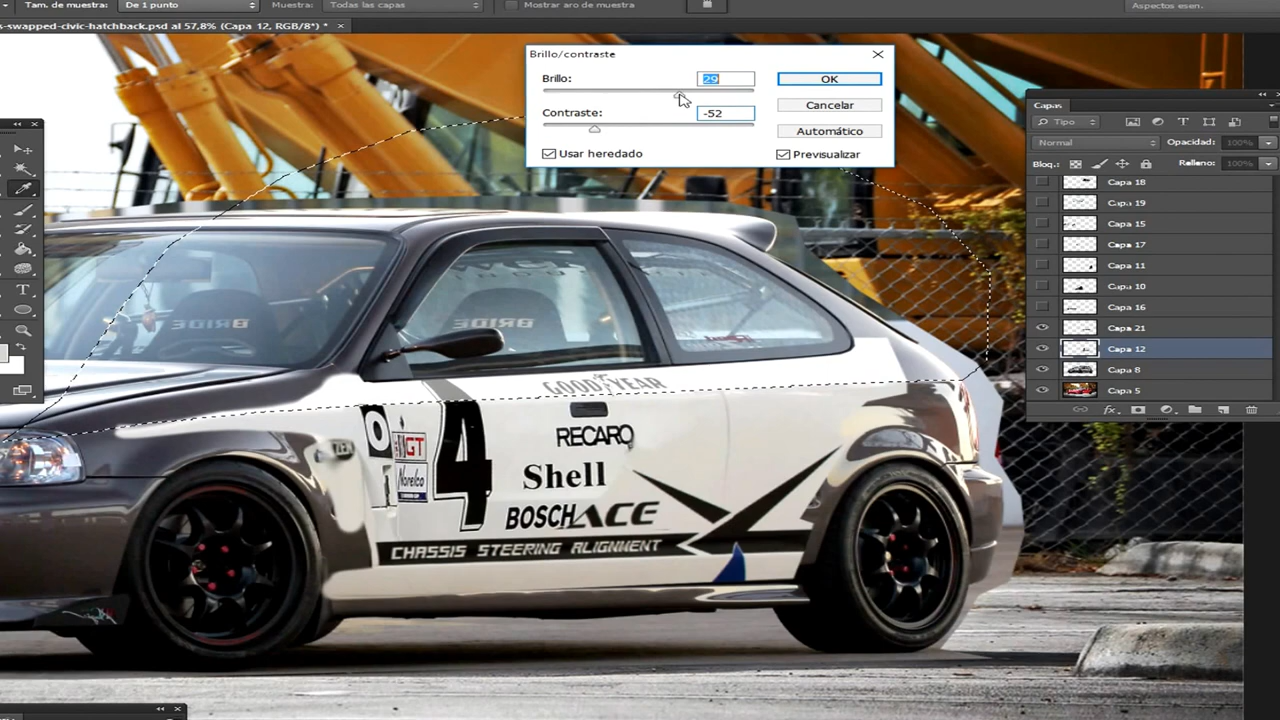 Tam. de muestra: De 1 punto Muestra: Todas las capas Mostrar aro de muestra Aspectos esen.
s-swapped-civic-hatchback.psd al 57,8% (Capa 12, RGB/8*) * ×
Brillo/contraste
Brillo: 29 OK
Contraste: -52 Cancelar
Automático
Usar heredado Previsualizar
Capas
Tipo
Normal Opacidad: 100%
Bloq.: Relleno: 100%
Capa 18
Capa 19
Capa 15
Capa 17
Capa 11
Capa 10
Capa 16
Capa 21
Capa 12
Capa 8
Capa 5
fx
T
BRIDE
BRIDE
GOODYEAR
4
RECARO
GT
Norelco
Shell
BOSCH ACE
CHASSIS STEERING ALIGNMENT